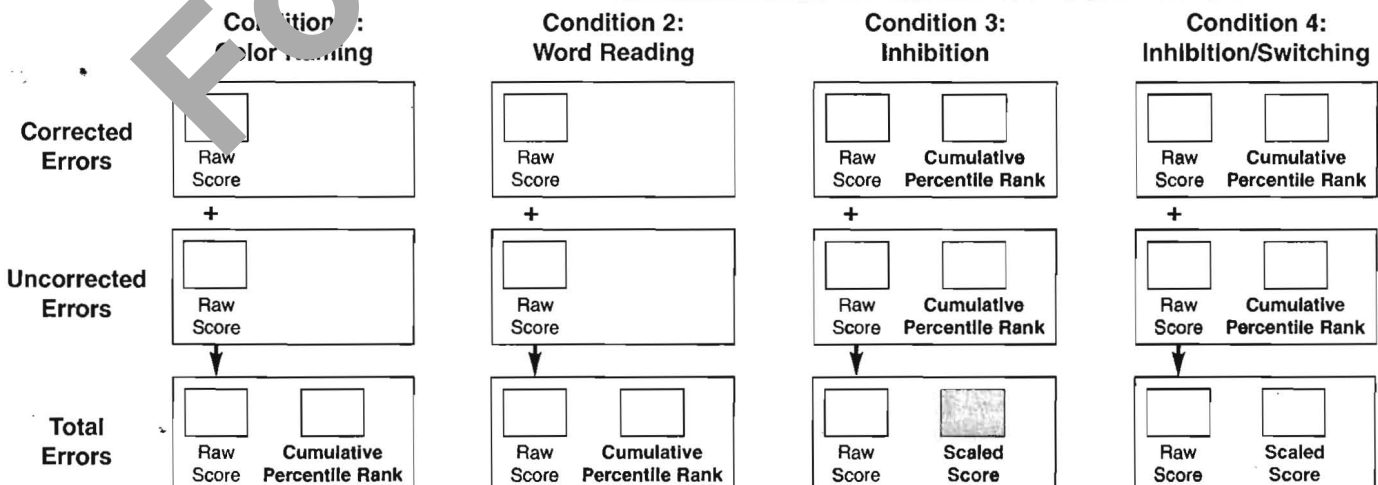 Condition 2:
Word Reading
Condition 3:
Inhibition
Condition 4:
Inhibition/Switching
Corrected
Errors
Raw
Score
Raw
Score
Raw
Score
Cumulative
Percentile Rank
Raw
Score
Cumulative
Percentile Rank
+ + + +
Uncorrected
Errors
Raw
Score
Raw
Score
Raw
Score
Cumulative
Percentile Rank
Raw
Score
Cumulative
Percentile Rank
Total
Errors
Raw
Score
Cumulative
Percentile Rank
Raw
Score
Cumulative
Percentile Rank
Raw
Score
Scaled
Score
Raw
Score
Scaled
Score